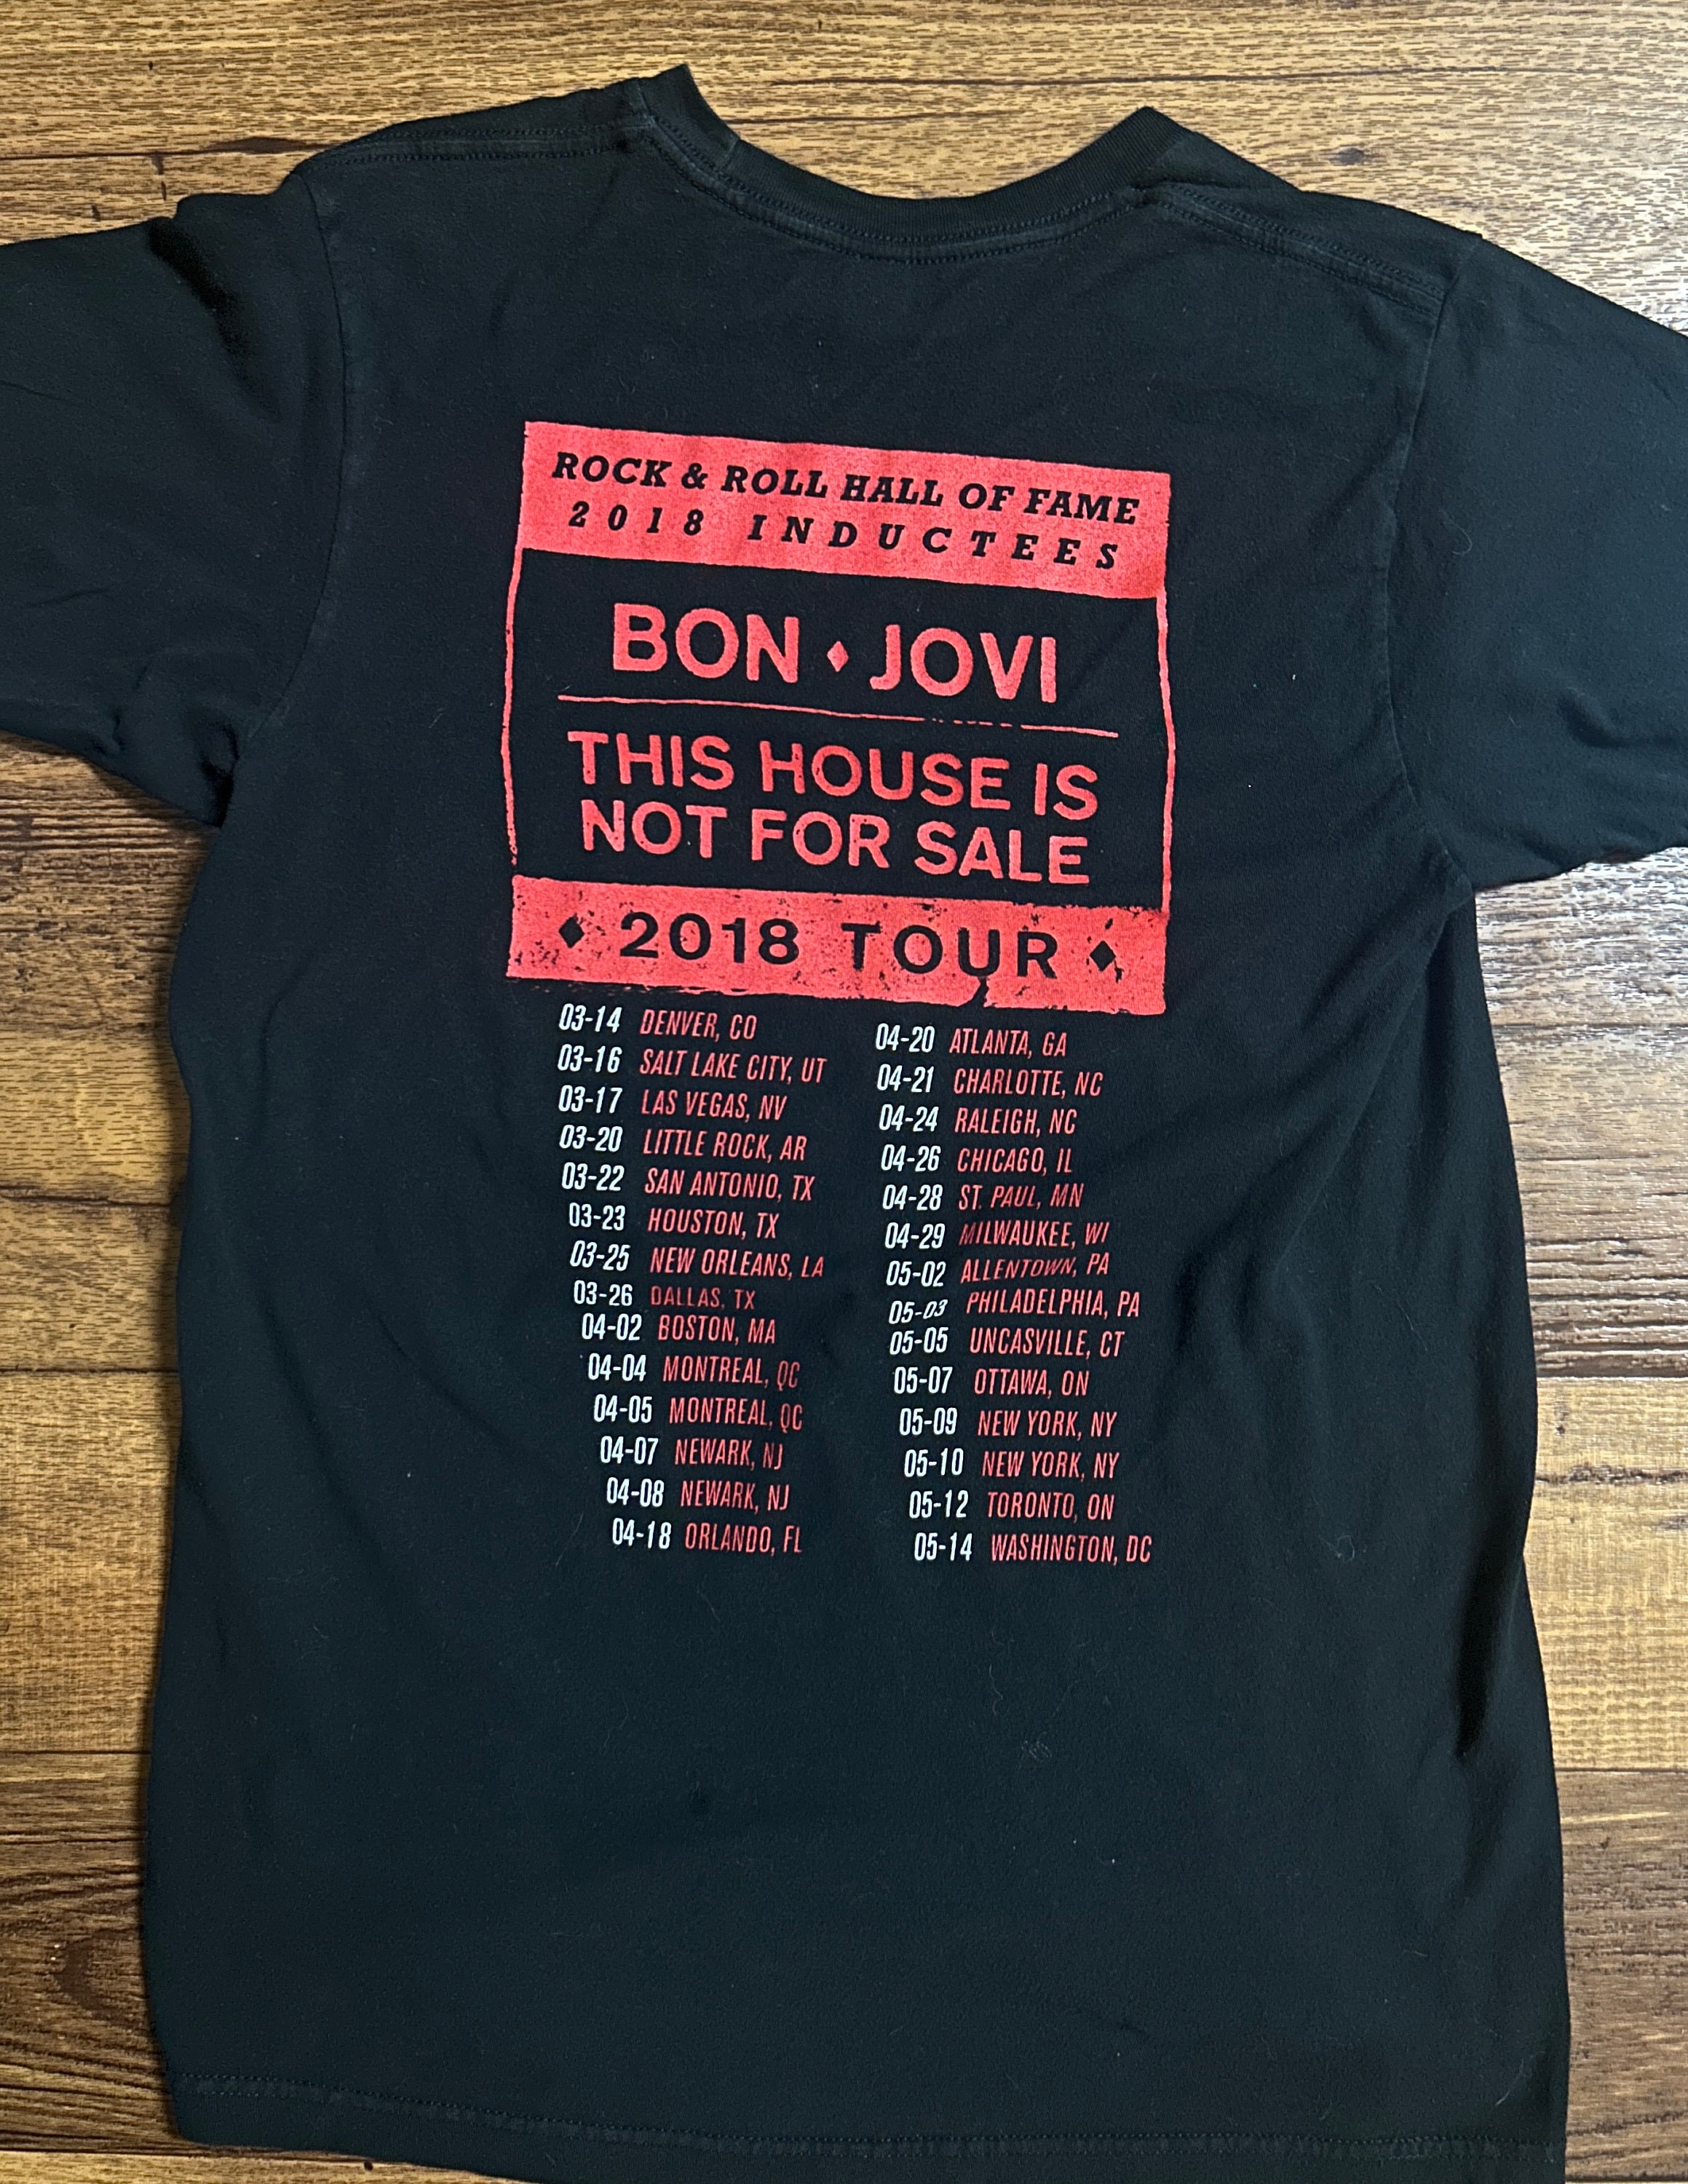 ROCK & ROLL HALL OF FAME
2018 INDUCTEES
BON ♦ JOVI
THIS HOUSE IS
NOT FOR SALE
♦ 2018 TOUR ♦
03-14 DENVER, CO
03-16 SALT LAKE CITY, UT
03-17 LAS VEGAS, NV
03-20 LITTLE ROCK, AR
03-22 SAN ANTONIO, TX
03-23 HOUSTON, TX
03-25 NEW ORLEANS, LA
03-26 DALLAS, TX
04-02 BOSTON, MA
04-04 MONTREAL, QC
04-05 MONTREAL, QC
04-07 NEWARK, NJ
04-08 NEWARK, NJ
04-18 ORLANDO, FL
04-20 ATLANTA, GA
04-21 CHARLOTTE, NC
04-24 RALEIGH, NC
04-26 CHICAGO, IL
04-28 ST. PAUL, MN
04-29 MILWAUKEE, WI
05-02 ALLENTOWN, PA
05-03 PHILADELPHIA, PA
05-05 UNCASVILLE, CT
05-07 OTTAWA, ON
05-09 NEW YORK, NY
05-10 NEW YORK, NY
05-12 TORONTO, ON
05-14 WASHINGTON, DC